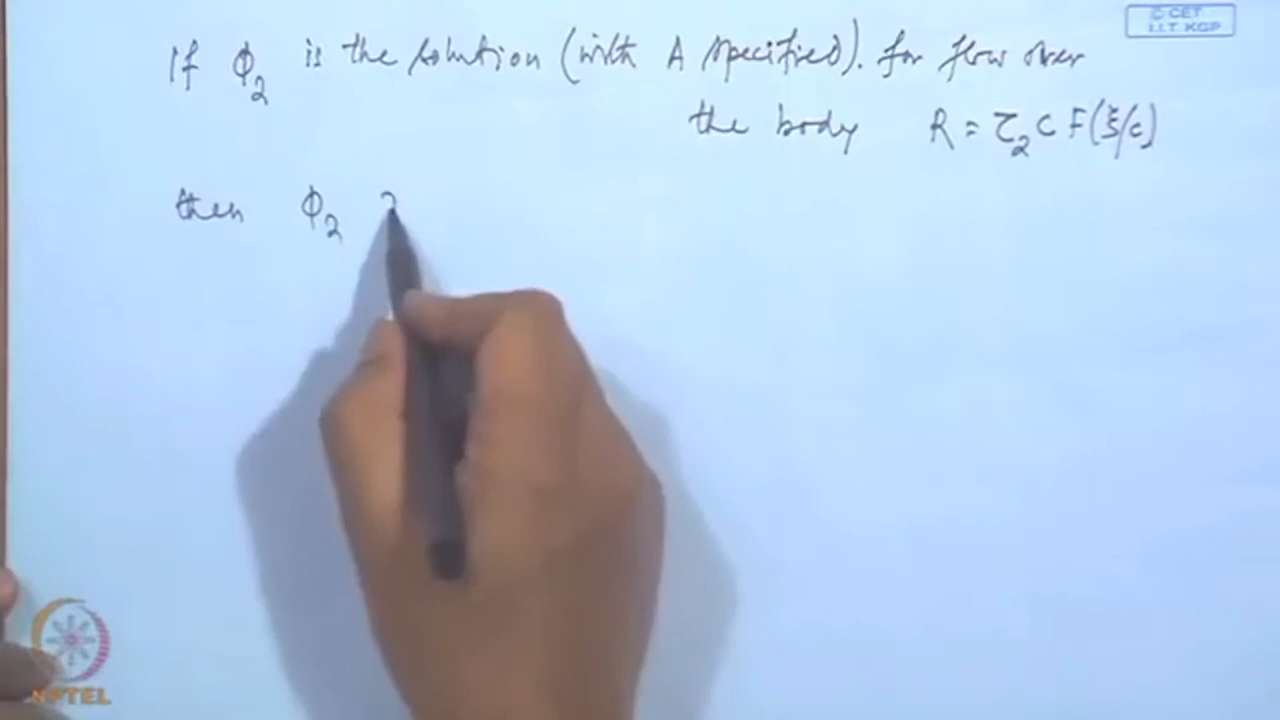 © CET
I.I.T. KGP
If Φ₂ is the solution (with A specified). for flow over
the body R = τ₂ c F(ξ/c)
then Φ₂
NPTEL